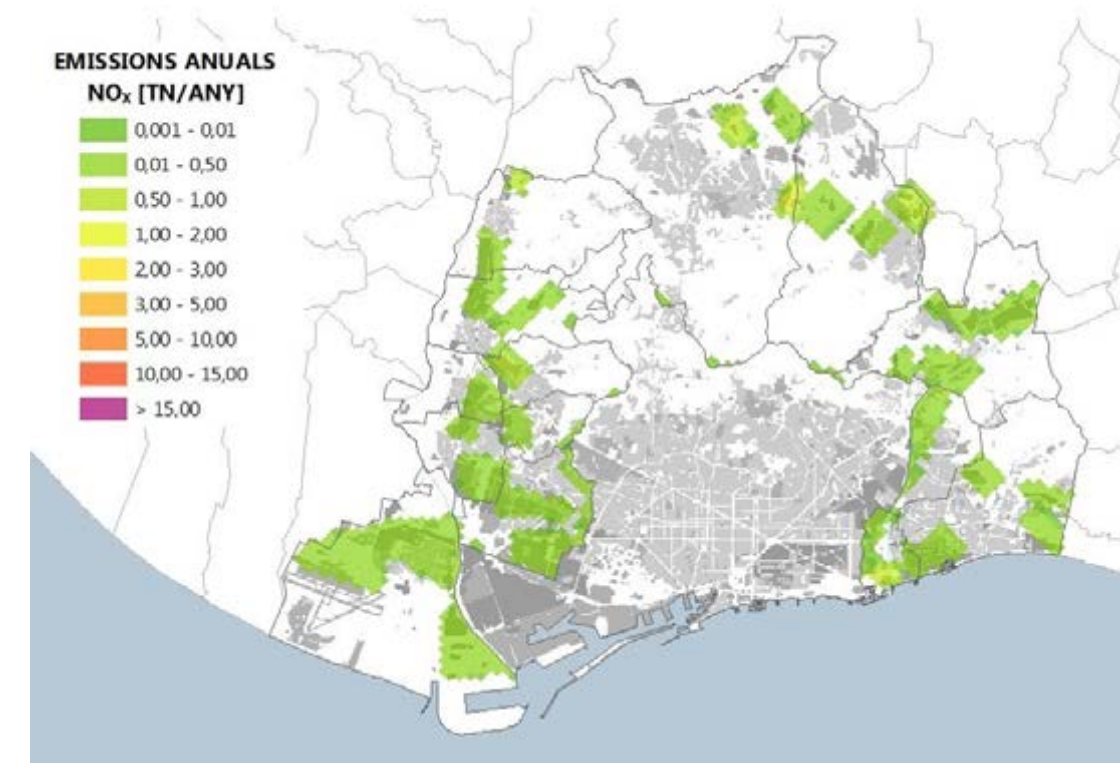 EMISSIONS ANUALS
NOₓ [TN/ANY]
0,001 - 0,01
0,01 - 0,50
0,50 - 1,00
1,00 - 2,00
2,00 - 3,00
3,00 - 5,00
5,00 - 10,00
10,00 - 15,00
> 15,00